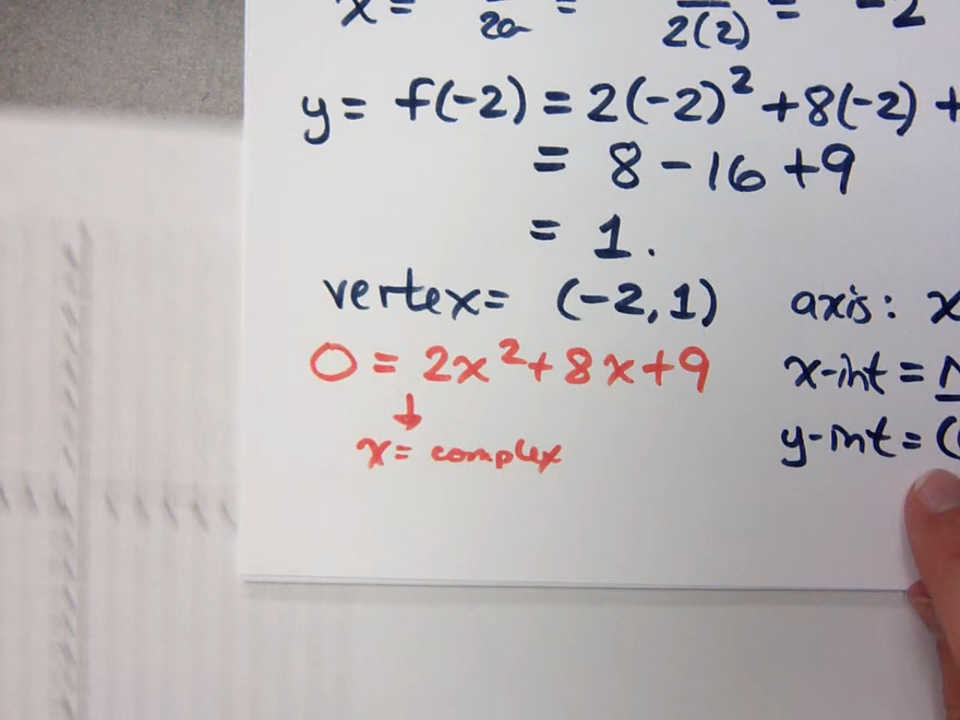 x = 2a = 2(2) = -2
y = f(-2) = 2(-2)² + 8(-2) +
= 8 - 16 + 9
= 1.
vertex = (-2, 1) axis: x
0 = 2x² + 8x + 9 x-int =
↓
x = complex y-int = (